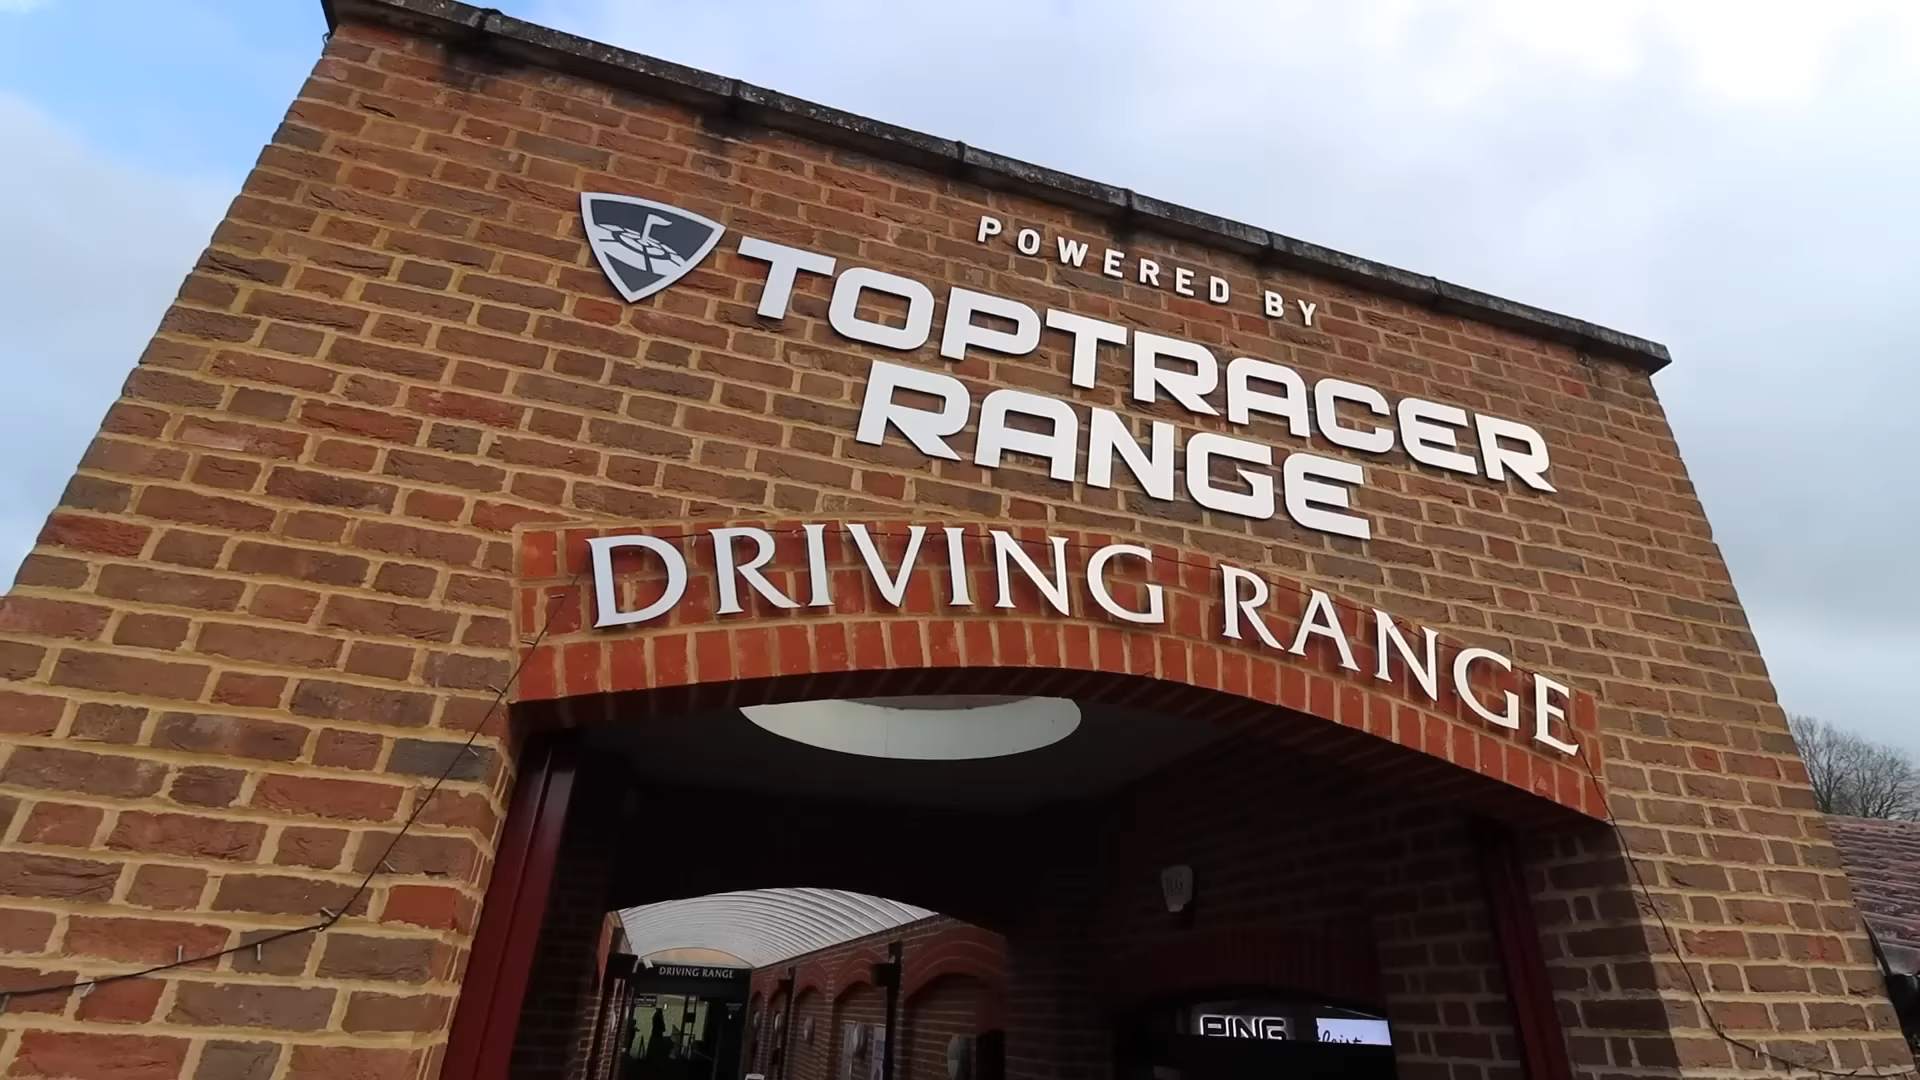 POWERED BY
TOPTRACER
RANGE
DRIVING RANGE
DRIVING RANGE
PING